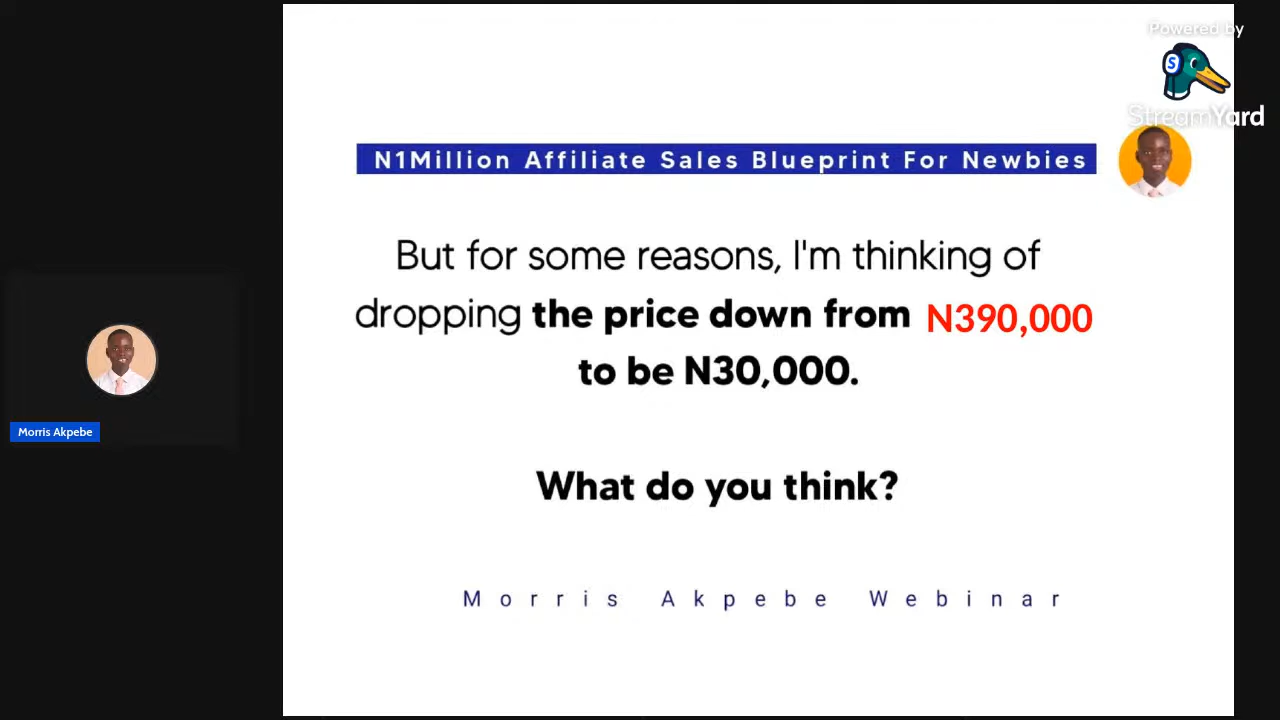 Powered by
StreamYard
N1Million Affiliate Sales Blueprint For Newbies
But for some reasons, I'm thinking of
dropping the price down from N390,000
to be N30,000.
What do you think?
Morris Akpebe
Morris Akpebe Webinar